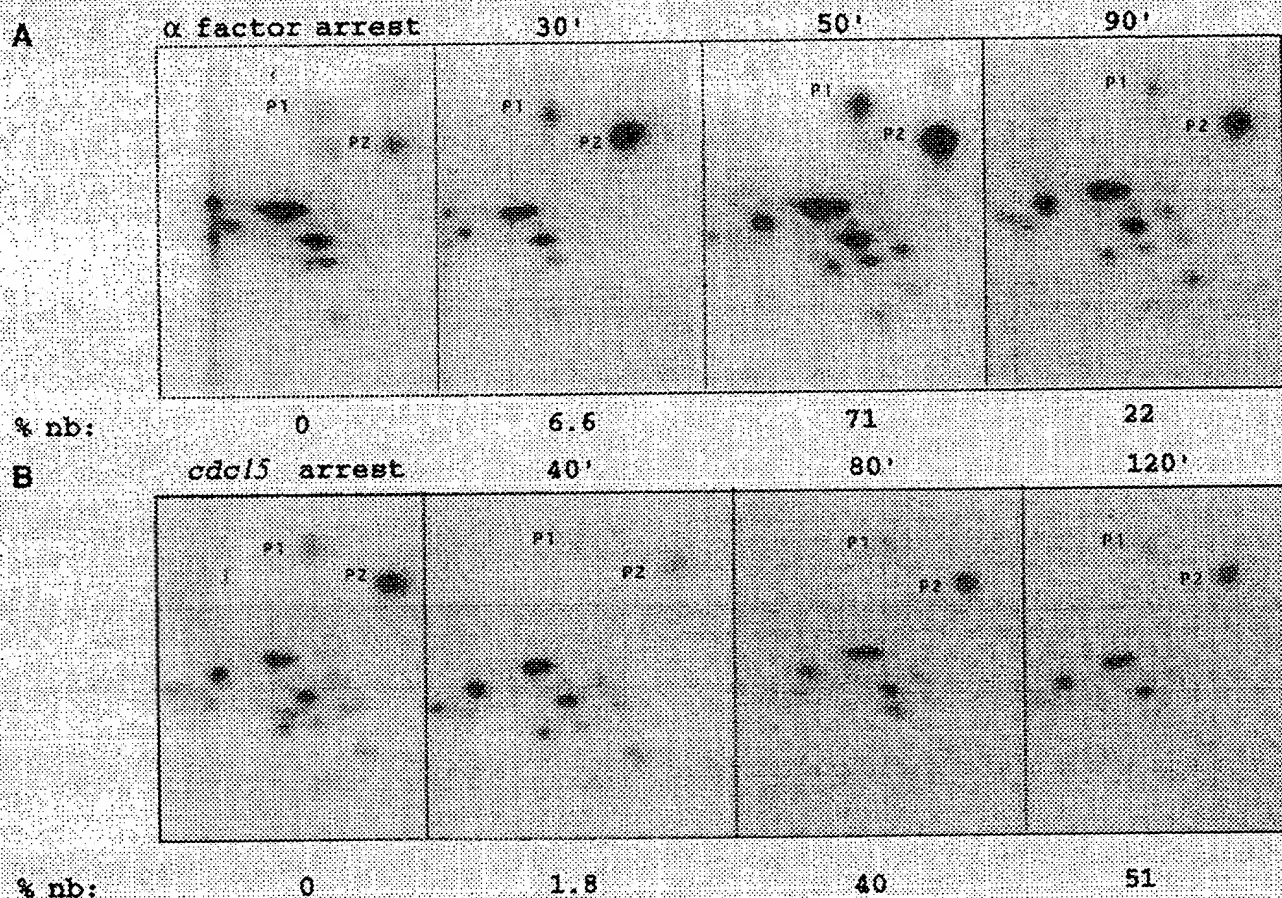 A α factor arrest 30' 50' 90'
P1 P2 P1 P2 P1 P2 P1 P2
% nb: 0 6.6 71 22
B cdc15 arrest 40' 80' 120'
P1 P2 P1 P2 P1 P2 P1 P2
% nb: 0 1.8 40 51